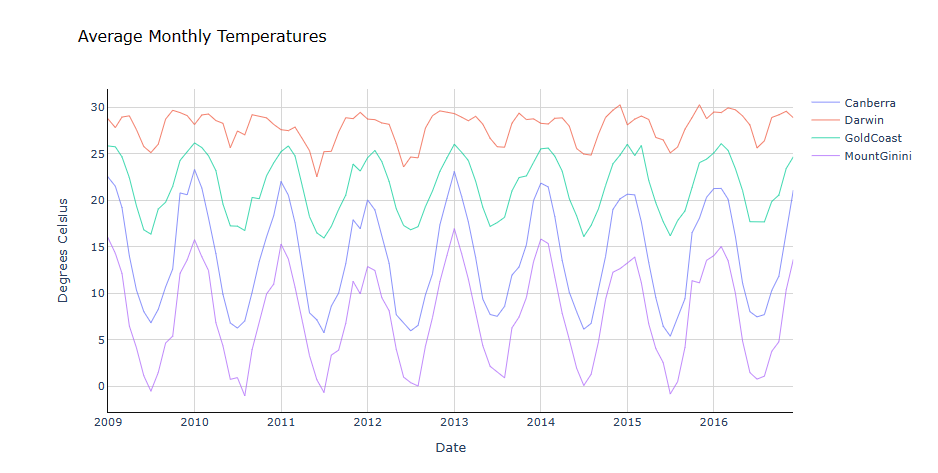 Average Monthly Temperatures
30
25
20
15
10
5
0
Degrees Celsius
2009 2010 2011 2012 2013 2014 2015 2016
Date
Canberra
Darwin
GoldCoast
MountGinini